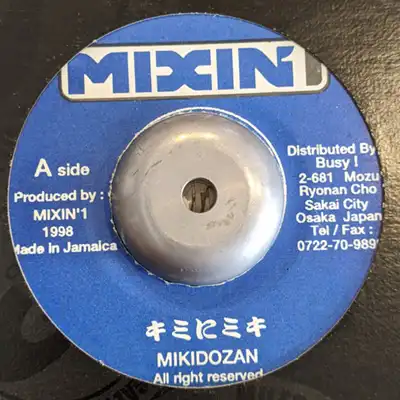 MIXIN'1
A side
Produced by :
MIXIN'1
1998
Made in Jamaica
Distributed By
Busy !
2-681 Mozu
Ryonan Cho
Sakai City
Osaka Japan
Tel / Fax :
0722-70-989
キミにミキ
MIKIDOZAN
All right reserved